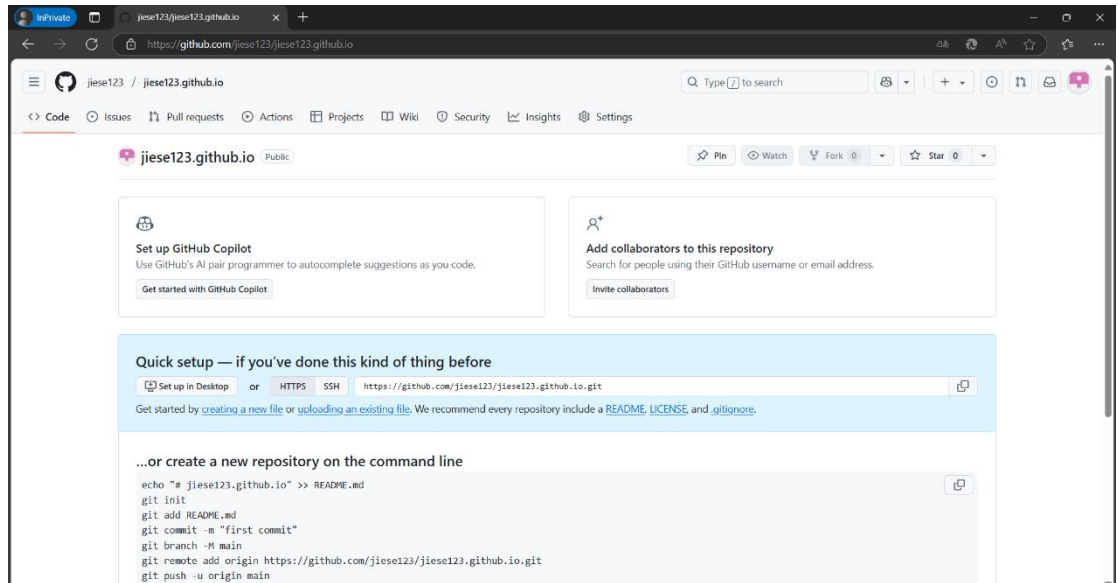 InPrivate
jiese123/jiese123.github.io
https://github.com/jiese123/jiese123.github.io
jiese123 / jiese123.github.io
Type / to search
Code Issues Pull requests Actions Projects Wiki Security Insights Settings
jiese123.github.io Public
Pin Watch Fork 0 Star 0
Set up GitHub Copilot
Use GitHub's AI pair programmer to autocomplete suggestions as you code.
Get started with GitHub Copilot
Add collaborators to this repository
Search for people using their GitHub username or email address.
Invite collaborators
Quick setup — if you've done this kind of thing before
Set up in Desktop or HTTPS SSH https://github.com/jiese123/jiese123.github.io.git
Get started by creating a new file or uploading an existing file. We recommend every repository include a README, LICENSE, and .gitignore.
...or create a new repository on the command line
echo "# jiese123.github.io" >> README.md
git init
git add README.md
git commit -m "first commit"
git branch -M main
git remote add origin https://github.com/jiese123/jiese123.github.io.git
git push -u origin main